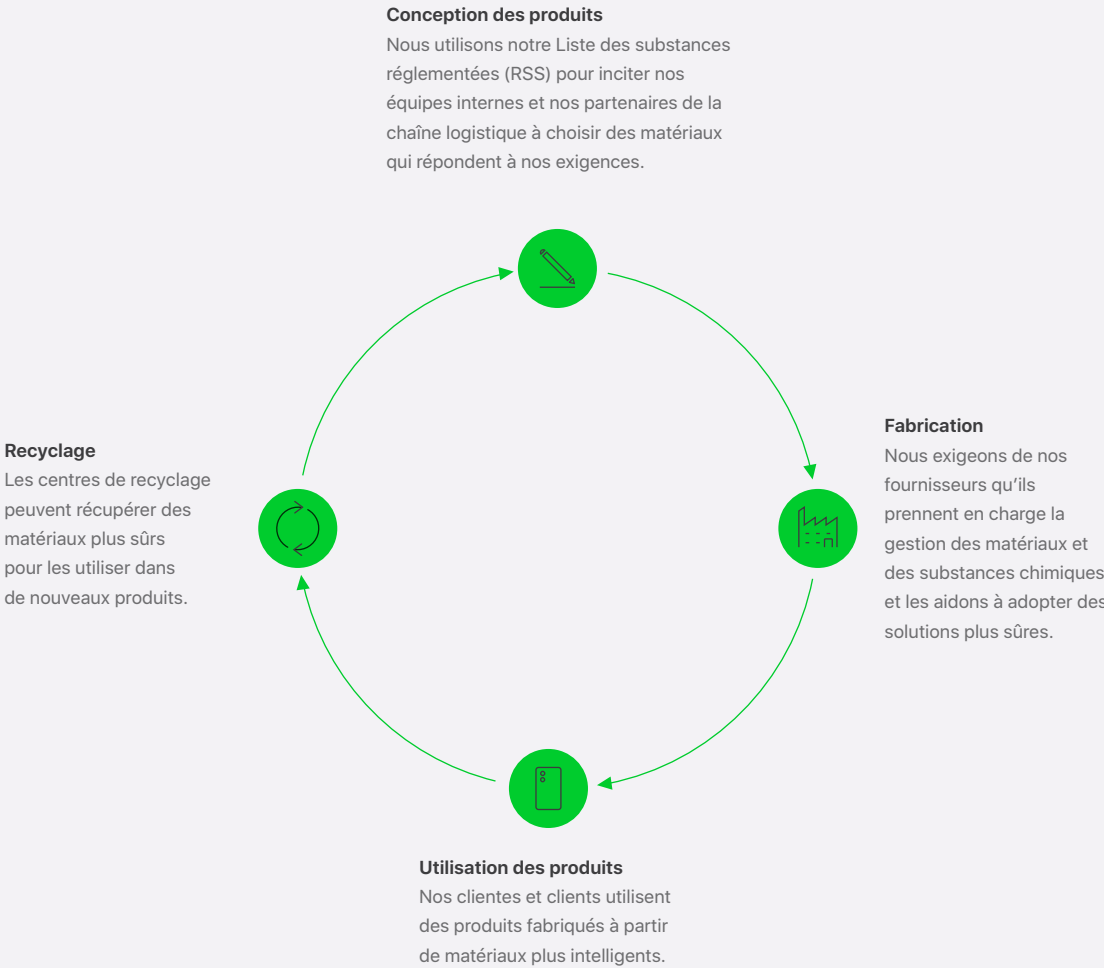 Conception des produits
Nous utilisons notre Liste des substances
réglementées (RSS) pour inciter nos
équipes internes et nos partenaires de la
chaîne logistique à choisir des matériaux
qui répondent à nos exigences.
Fabrication
Nous exigeons de nos
fournisseurs qu’ils
prennent en charge la
gestion des matériaux et
des substances chimiques
et les aidons à adopter des
solutions plus sûres.
Utilisation des produits
Nos clientes et clients utilisent
des produits fabriqués à partir
de matériaux plus intelligents.
Recyclage
Les centres de recyclage
peuvent récupérer des
matériaux plus sûrs
pour les utiliser dans
de nouveaux produits.